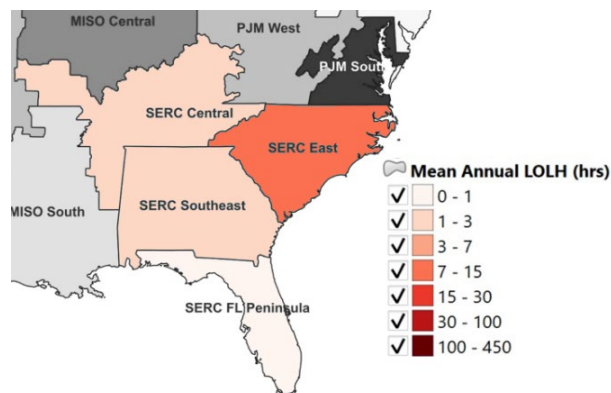 MISO Central
PJM West
PJM South
SERC Central
SERC East
SERC Southeast
MISO South
SERC FL Peninsula
Mean Annual LOLH (hrs)
0 - 1
1 - 3
3 - 7
7 - 15
15 - 30
30 - 100
100 - 450